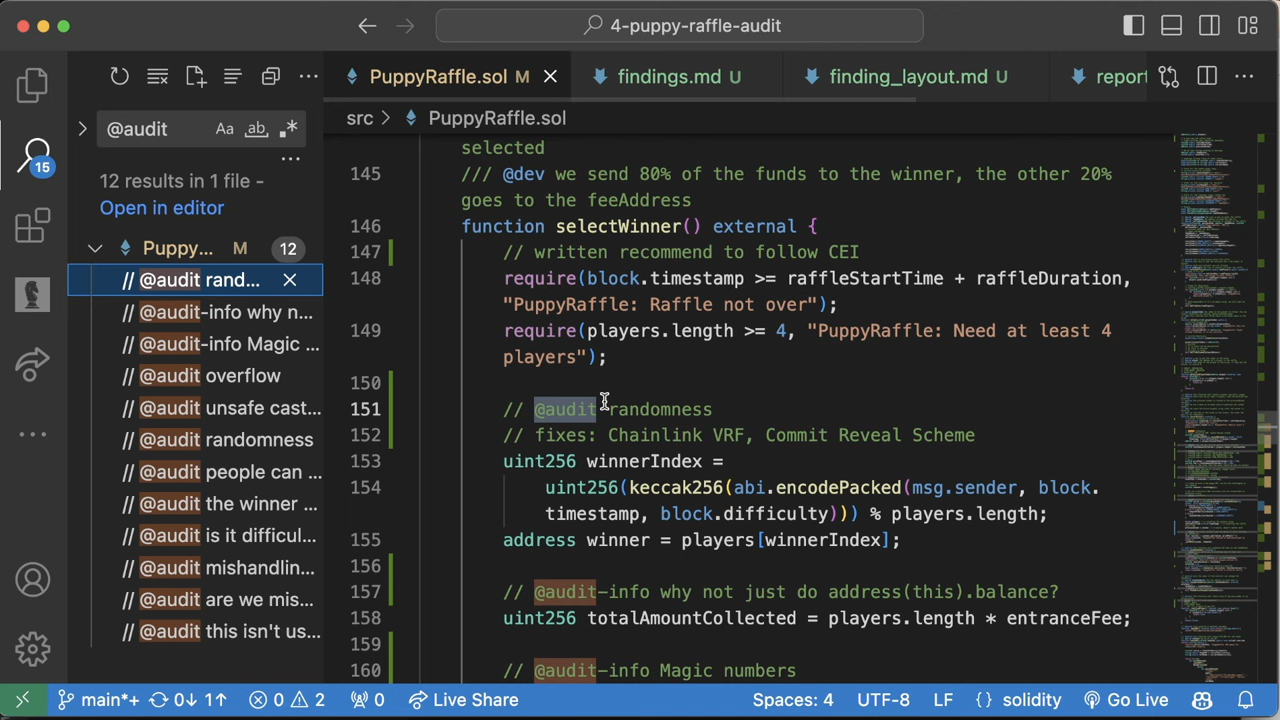 4-puppy-raffle-audit
PuppyRaffle.sol M
findings.md U
finding_layout.md U
report
src > PuppyRaffle.sol
@audit
Aa ab
15
12 results in 1 file -
Open in editor
Puppy... M 12
// @audit rand...
// @audit-info why n...
// @audit-info Magic ...
// @audit overflow
// @audit unsafe cast...
// @audit randomness
// @audit people can ...
// @audit the winner ...
// @audit is it difficul...
// @audit mishandlin...
// @audit are we mis...
// @audit this isn't us...
selected
145 /// @dev we send 80% of the funds to the winner, the other 20%
goes to the feeAddress
146 function selectWinner() external {
147 written recommend to follow CEI
148 require(block.timestamp >= raffleStartTime + raffleDuration,
"PuppyRaffle: Raffle not over");
149 require(players.length >= 4, "PuppyRaffle: Need at least 4
players");
150
151 // @audit randomness
152 fixes: Chainlink VRF, Commit Reveal Scheme
153 uint256 winnerIndex =
154 uint256(keccak256(abi.encodePacked(msg.sender, block.
timestamp, block.difficulty))) % players.length;
155 address winner = players[winnerIndex];
156
157 @audit-info why not just do address(this).balance?
158 uint256 totalAmountCollected = players.length * entranceFee;
159
160 @audit-info Magic numbers
main*+ 0↓ 1↑ 0 2 0 Live Share Spaces: 4 UTF-8 LF {} solidity Go Live